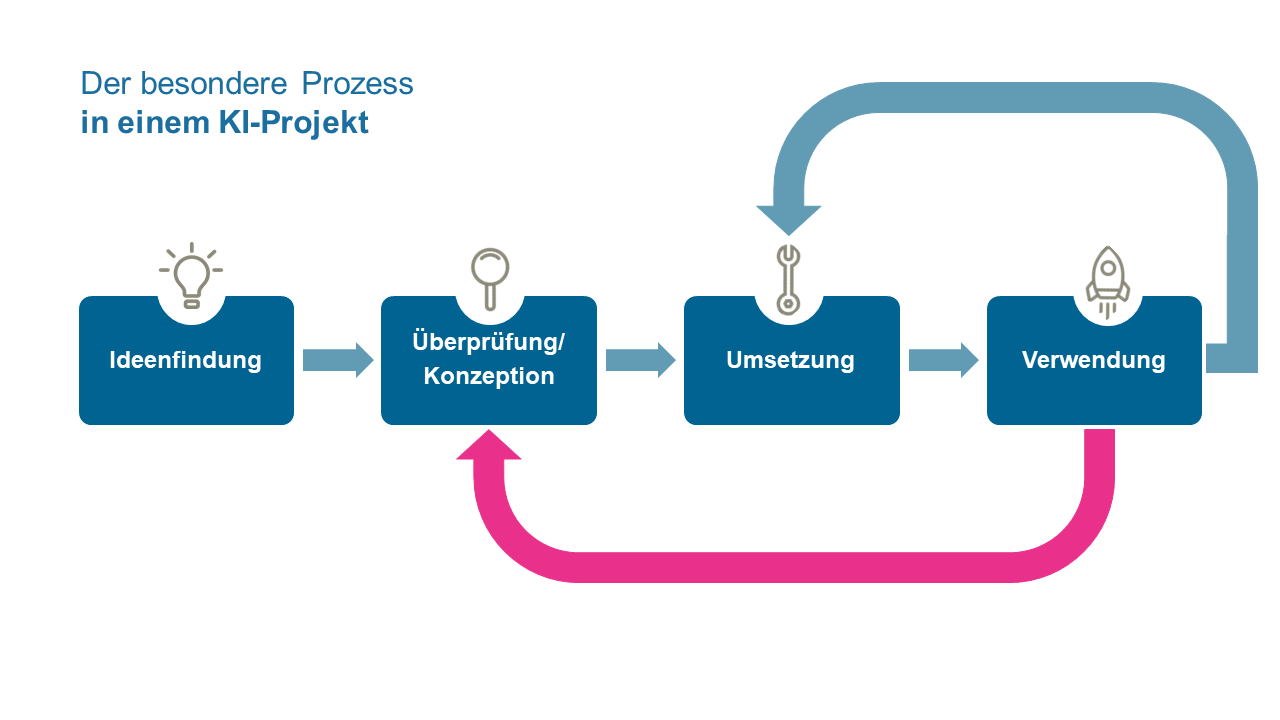 Der besondere Prozess
in einem KI-Projekt
Ideenfindung
Überprüfung/
Konzeption
Umsetzung
Verwendung